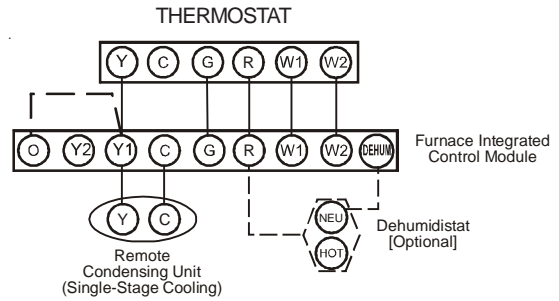 THERMOSTAT
Y C G R W1 W2
O Y2 Y1 C G R W1 W2 DEHUM
Furnace Integrated
Control Module
Y C
NEU
HOT
Dehumidistat
[Optional]
Remote
Condensing Unit
(Single-Stage Cooling)